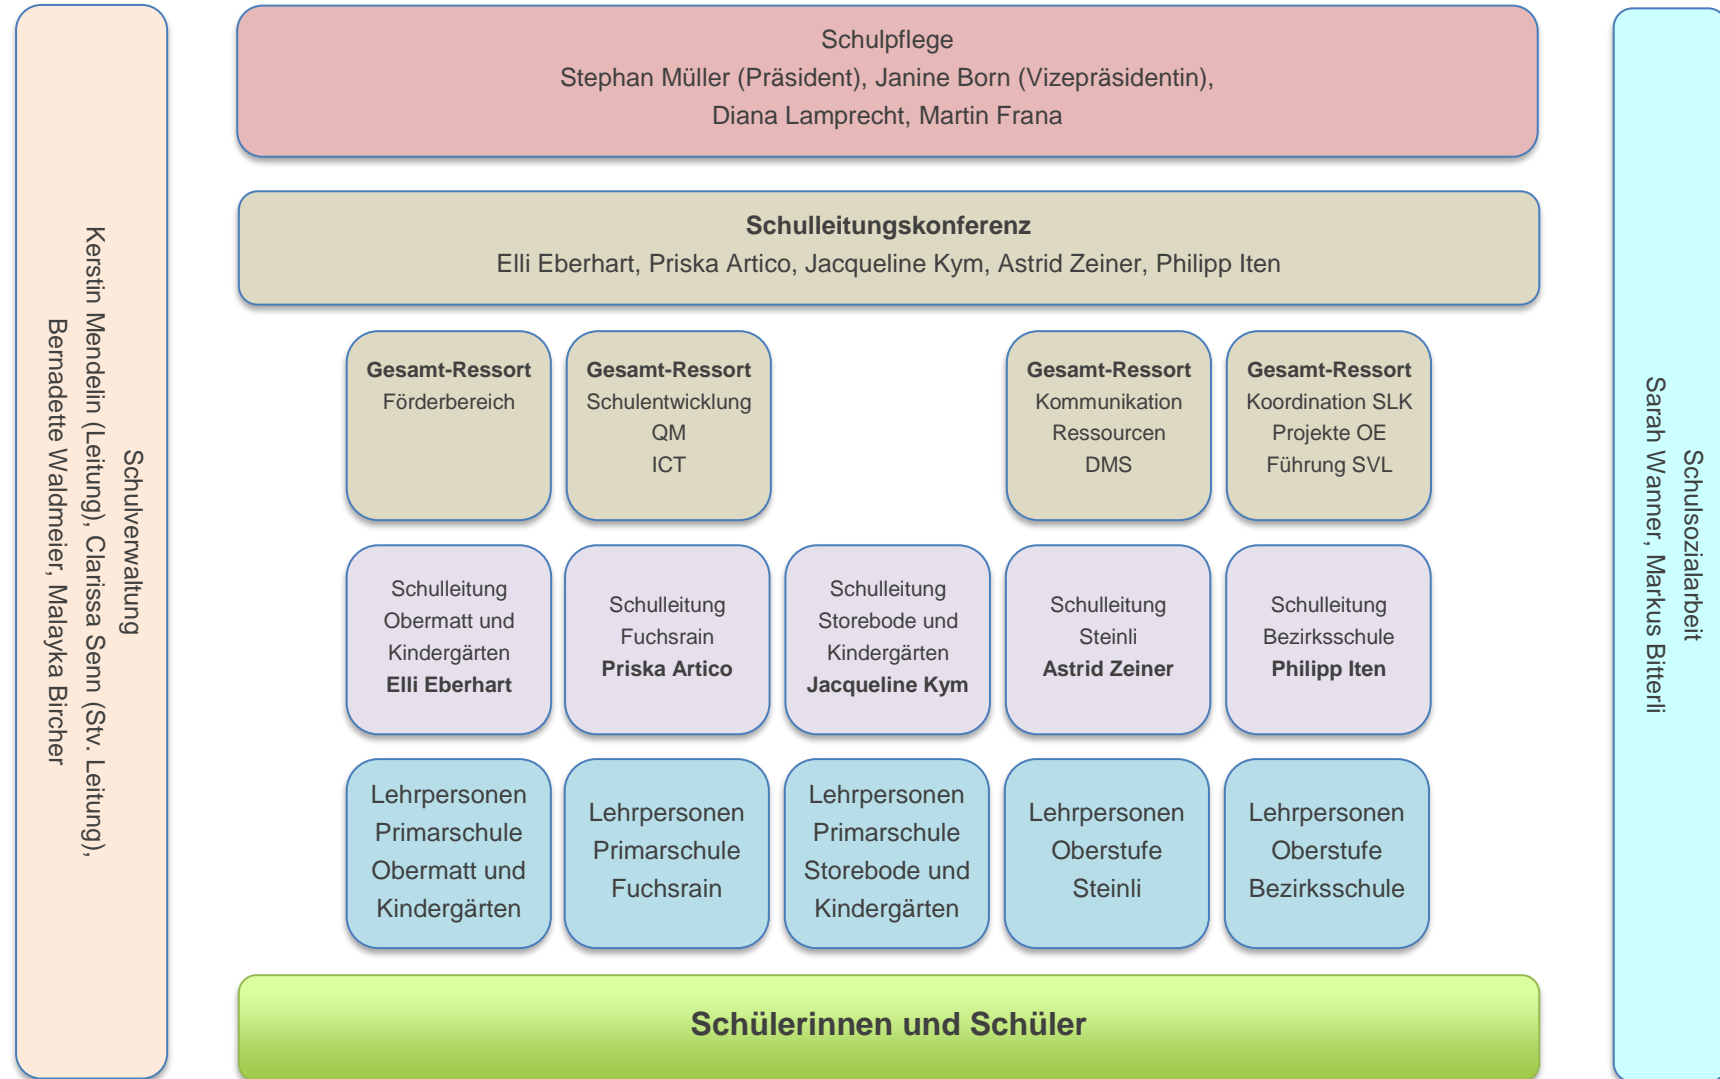 Schulverwaltung
Kerstin Mendelin (Leitung), Clarissa Senn (Stv. Leitung),
Bernadette Waldmeier, Malayka Bircher
Schulpflege
Stephan Müller (Präsident), Janine Born (Vizepräsidentin),
Diana Lamprecht, Martin Frana
Schulleitungskonferenz
Elli Eberhart, Priska Artico, Jacqueline Kym, Astrid Zeiner, Philipp Iten
Gesamt-Ressort
Förderbereich
Gesamt-Ressort
Schulentwicklung
QM
ICT
Gesamt-Ressort
Kommunikation
Ressourcen
DMS
Gesamt-Ressort
Koordination SLK
Projekte OE
Führung SVL
Schulleitung
Obermatt und
Kindergärten
Elli Eberhart
Schulleitung
Fuchsrain
Priska Artico
Schulleitung
Storebode und
Kindergärten
Jacqueline Kym
Schulleitung
Steinli
Astrid Zeiner
Schulleitung
Bezirksschule
Philipp Iten
Lehrpersonen
Primarschule
Obermatt und
Kindergärten
Lehrpersonen
Primarschule
Fuchsrain
Lehrpersonen
Primarschule
Storebode und
Kindergärten
Lehrpersonen
Oberstufe
Steinli
Lehrpersonen
Oberstufe
Bezirksschule
Schülerinnen und Schüler
Schulsozialarbeit
Sarah Wanner, Markus Bitterli